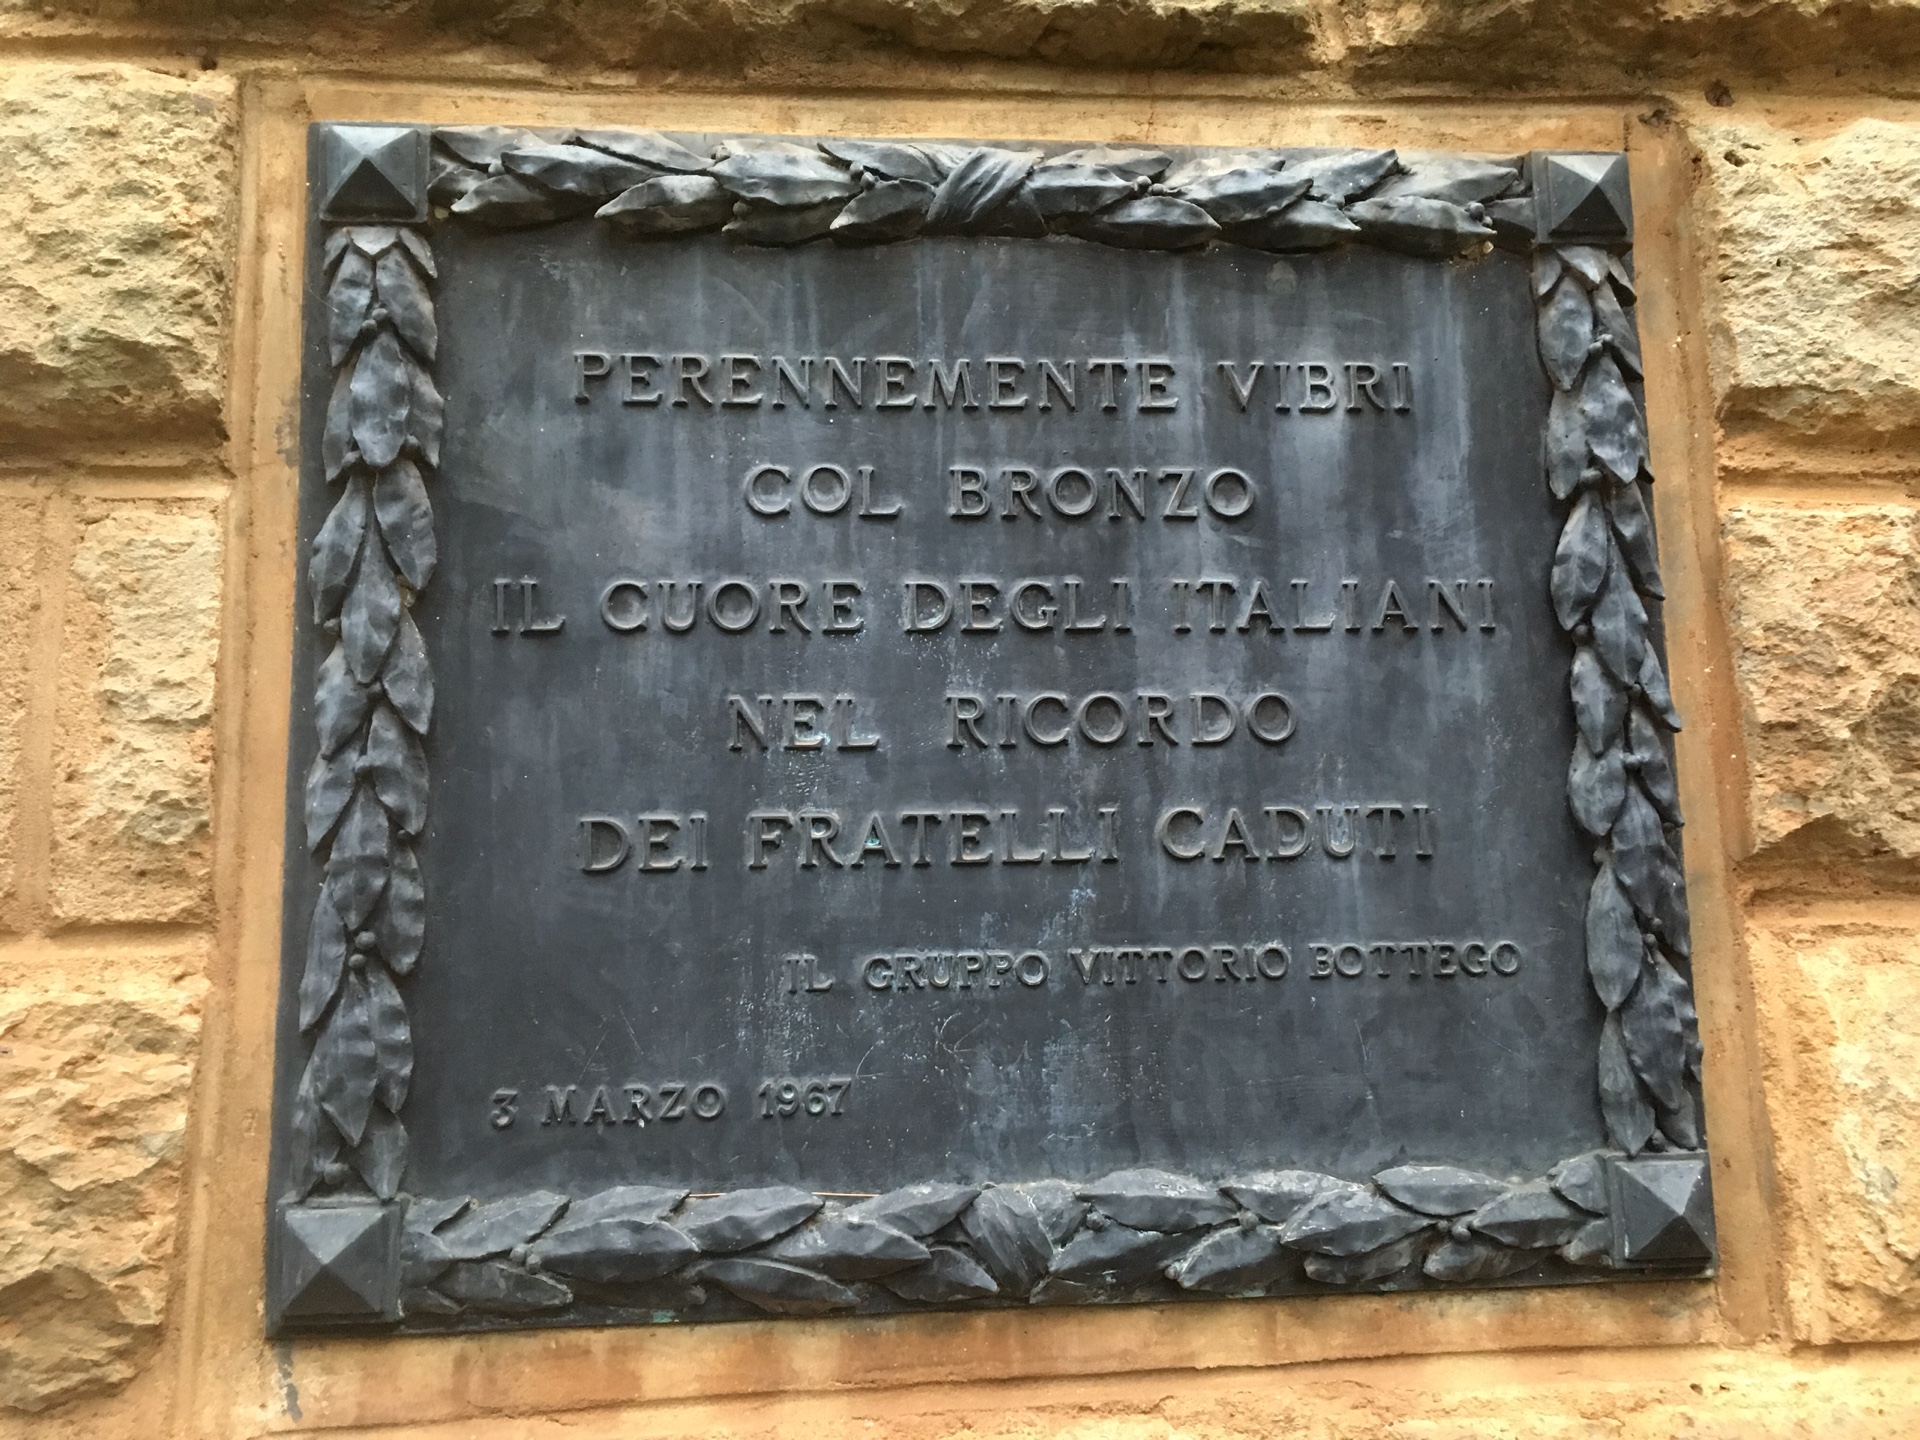 PERENNEMENTE VIBRI
COL BRONZO
IL CUORE DEGLI ITALIANI
NEL RICORDO
DEI FRATELLI CADUTI
IL GRUPPO VITTORIO BOTTEGO
3 MARZO 1967